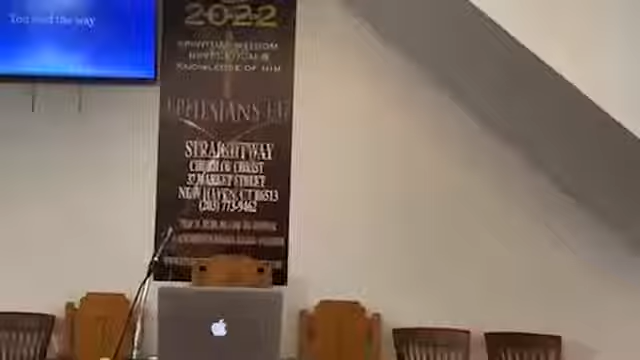 You lead the way
2022
SPIRITUAL WISDOM
REVELATION &
KNOWLEDGE OF HIM
EPHESIANS 1:17
STRAIGHTWAY
CHURCH OF CHRIST
37 MARKET STREET
NEW HAVEN, CT 06513
(203) 773-9462